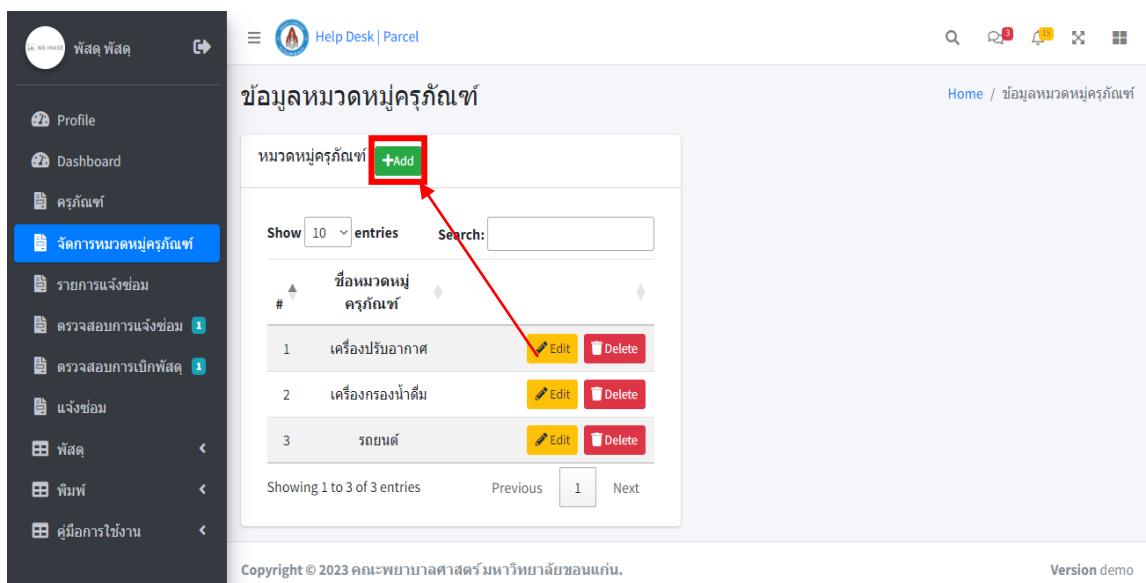 NO IMAGE พัสดุ พัสดุ
Help Desk | Parcel
3
15
ข้อมูลหมวดหมู่ครุภัณฑ์
Home / ข้อมูลหมวดหมู่ครุภัณฑ์
Profile
Dashboard
ครุภัณฑ์
จัดการหมวดหมู่ครุภัณฑ์
รายการแจ้งซ่อม
ตรวจสอบการแจ้งซ่อม 1
ตรวจสอบการเบิกพัสดุ 1
แจ้งซ่อม
พัสดุ
พิมพ์
คู่มือการใช้งาน
หมวดหมู่ครุภัณฑ์ +Add
Show 10 entries Search:
# ชื่อหมวดหมู่
ครุภัณฑ์
1 เครื่องปรับอากาศ Edit Delete
2 เครื่องกรองน้ำดื่ม Edit Delete
3 รถยนต์ Edit Delete
Showing 1 to 3 of 3 entries Previous 1 Next
Copyright © 2023 คณะพยาบาลศาสตร์ มหาวิทยาลัยขอนแก่น. Version demo